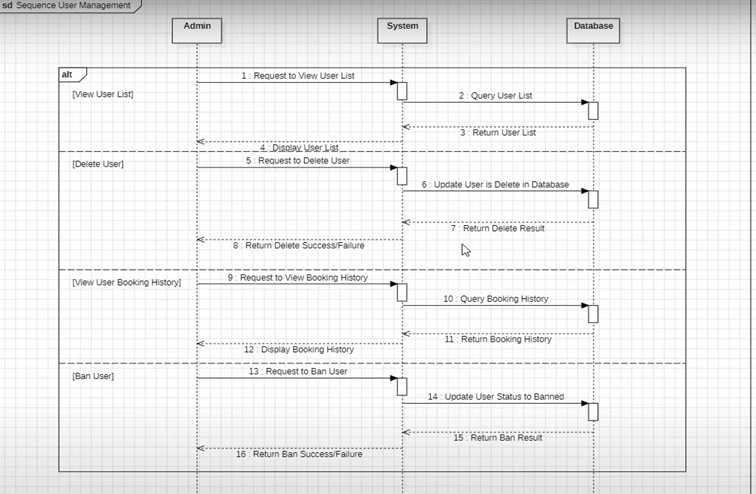 sd Sequence User Management
Admin
System
Database
alt
1 : Request to View User List
[View User List]
2 : Query User List
3 : Return User List
4 : Display User List
[Delete User]
5 : Request to Delete User
6 : Update User is Delete in Database
7 : Return Delete Result
8 : Return Delete Success/Failure
[View User Booking History]
9 : Request to View Booking History
10 : Query Booking History
11 : Return Booking History
12 : Display Booking History
[Ban User]
13 : Request to Ban User
14 : Update User Status to Banned
15 : Return Ban Result
16 : Return Ban Success/Failure